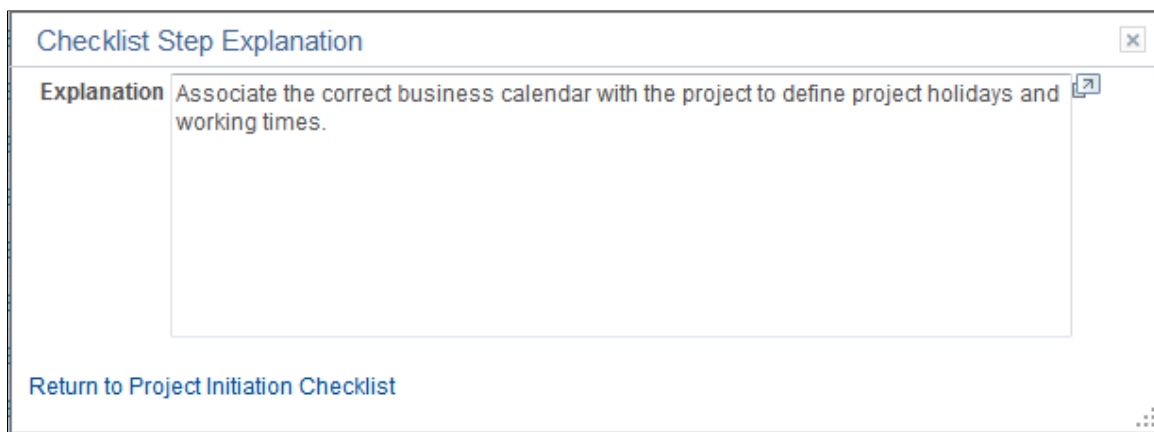 Checklist Step Explanation
Explanation
Associate the correct business calendar with the project to define project holidays and
working times.
Return to Project Initiation Checklist